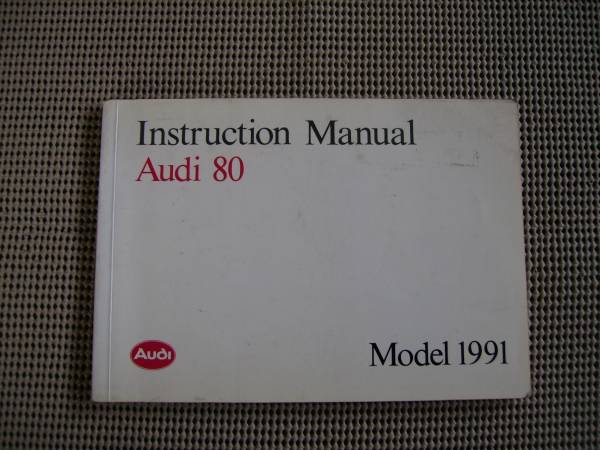 Instruction Manual
Audi 80
Audi
Model 1991